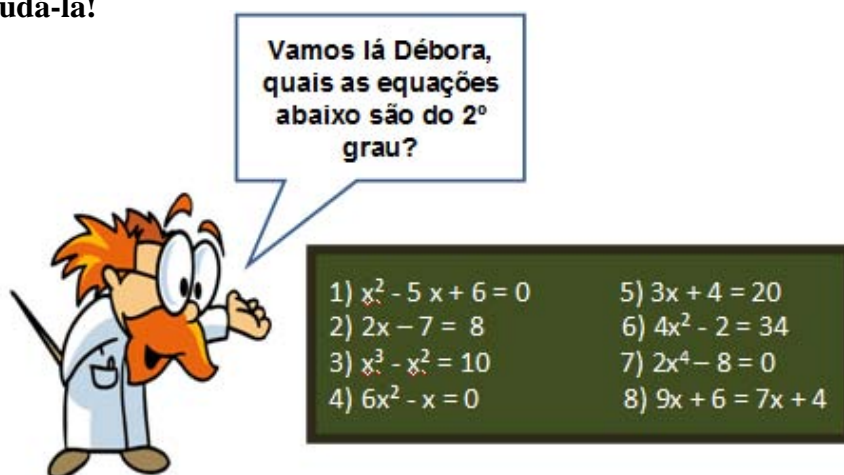 udá-la!
Vamos lá Débora,
quais as equações
abaixo são do 2º
grau?
1) x² - 5 x + 6 = 0
2) 2x – 7 = 8
3) x³ - x² = 10
4) 6x² - x = 0
5) 3x + 4 = 20
6) 4x² - 2 = 34
7) 2x⁴ – 8 = 0
8) 9x + 6 = 7x + 4